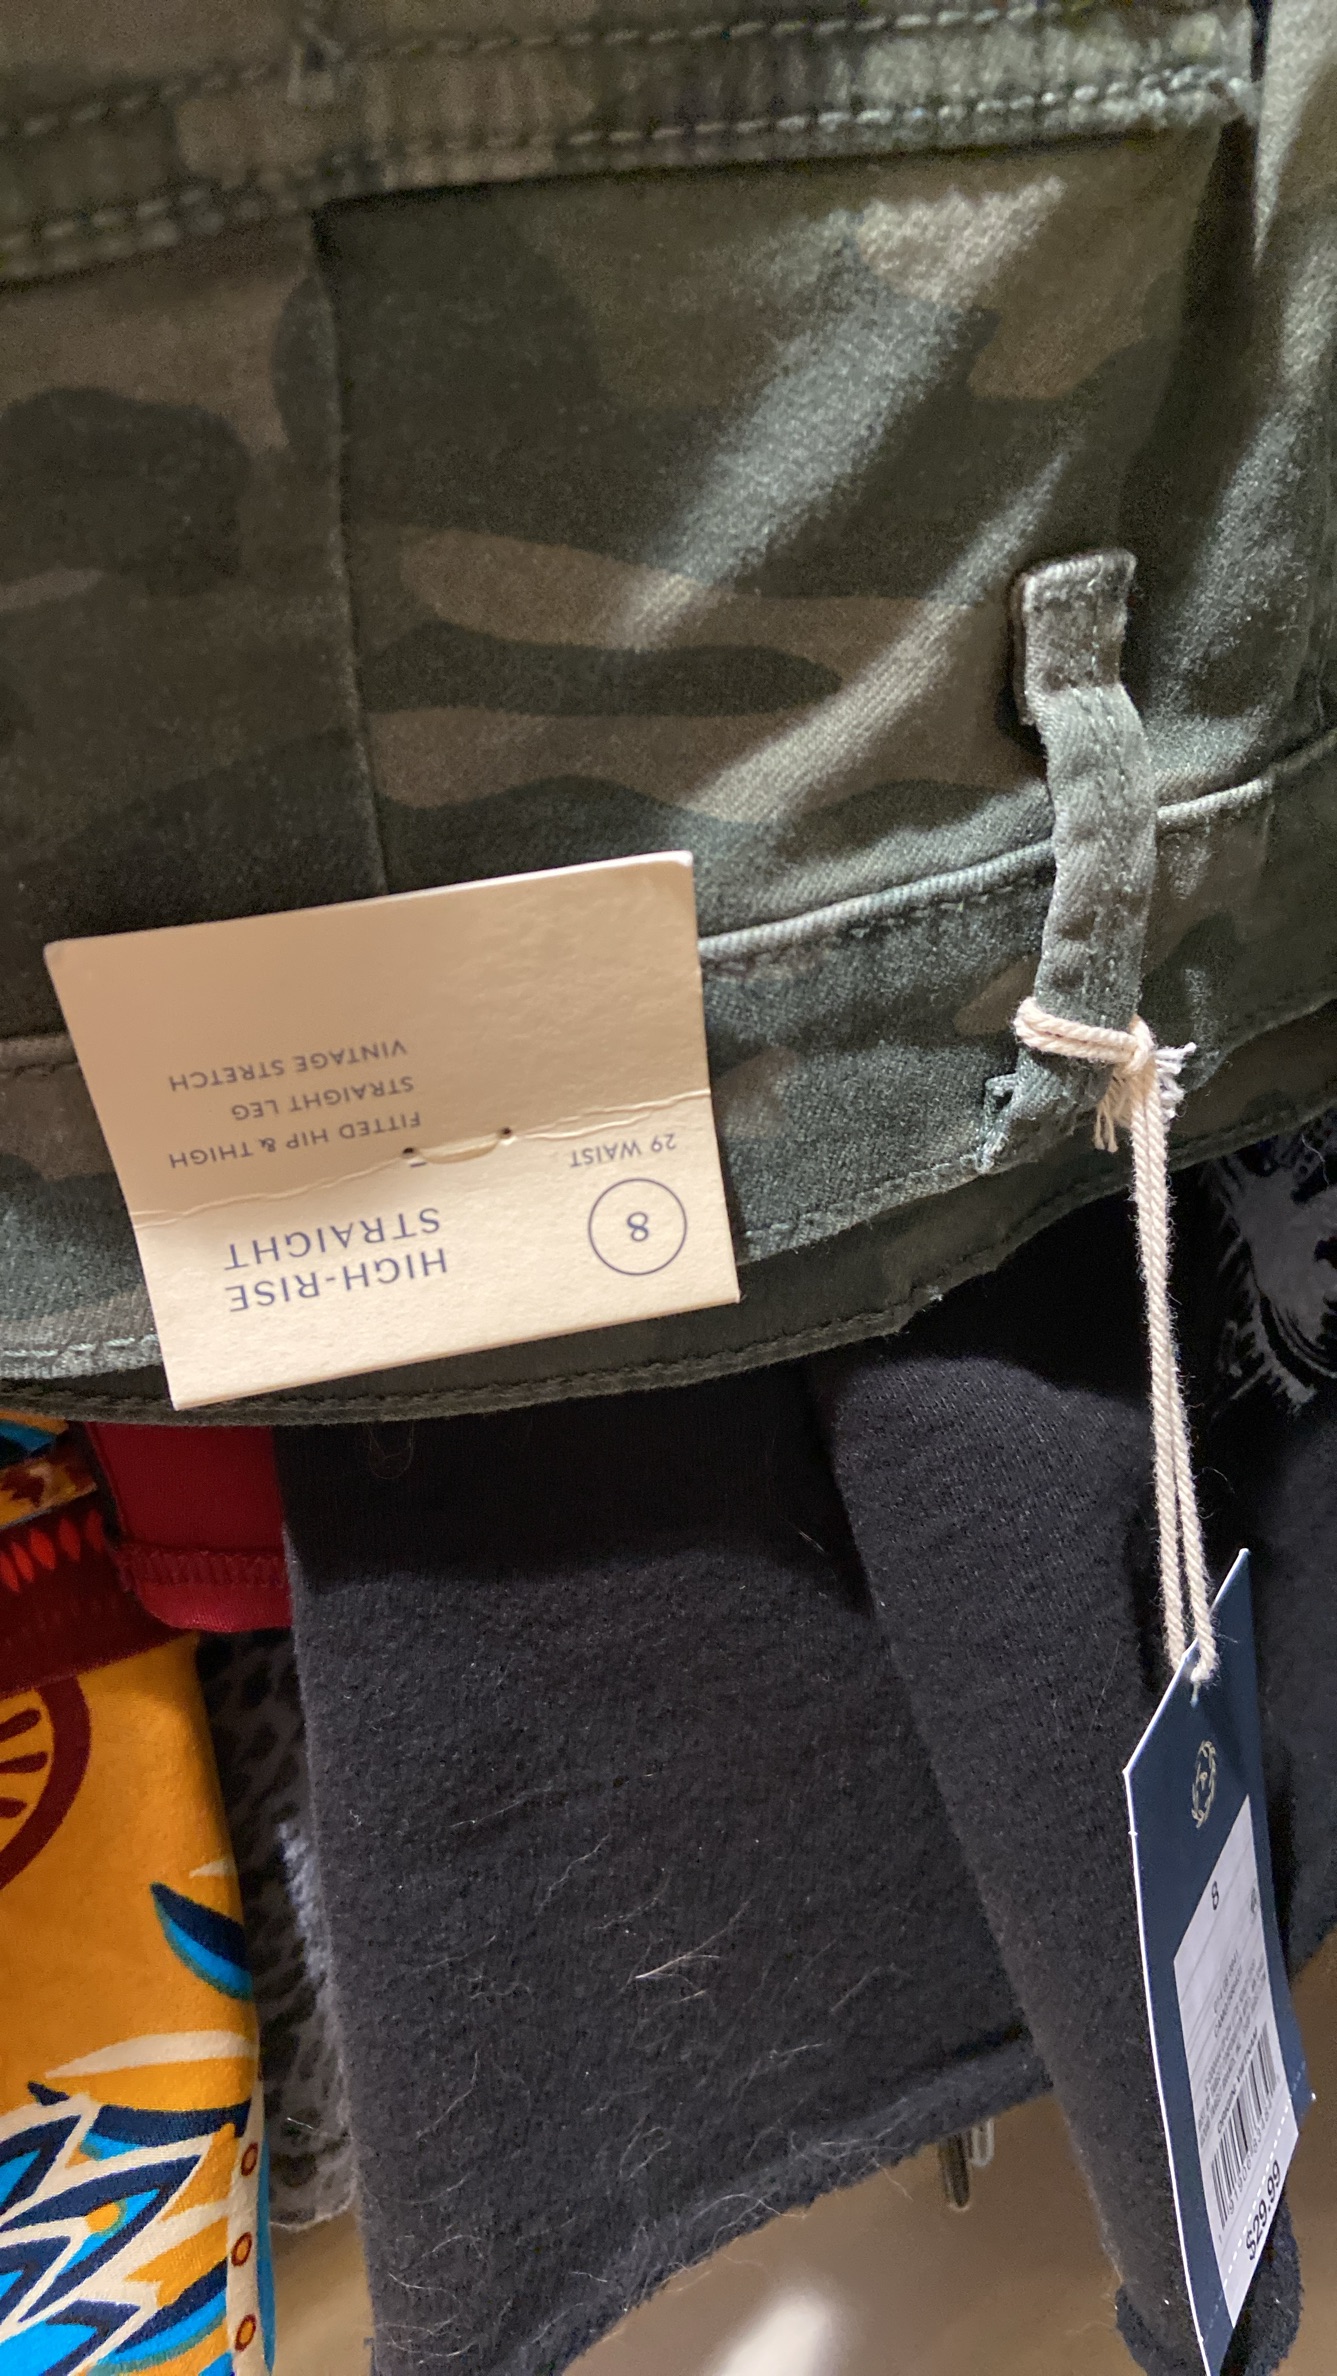 HIGH-RISE
STRAIGHT
8
29 WAIST
FITTED HIP & THIGH
STRAIGHT LEG
VINTAGE STRETCH
8
$29.99